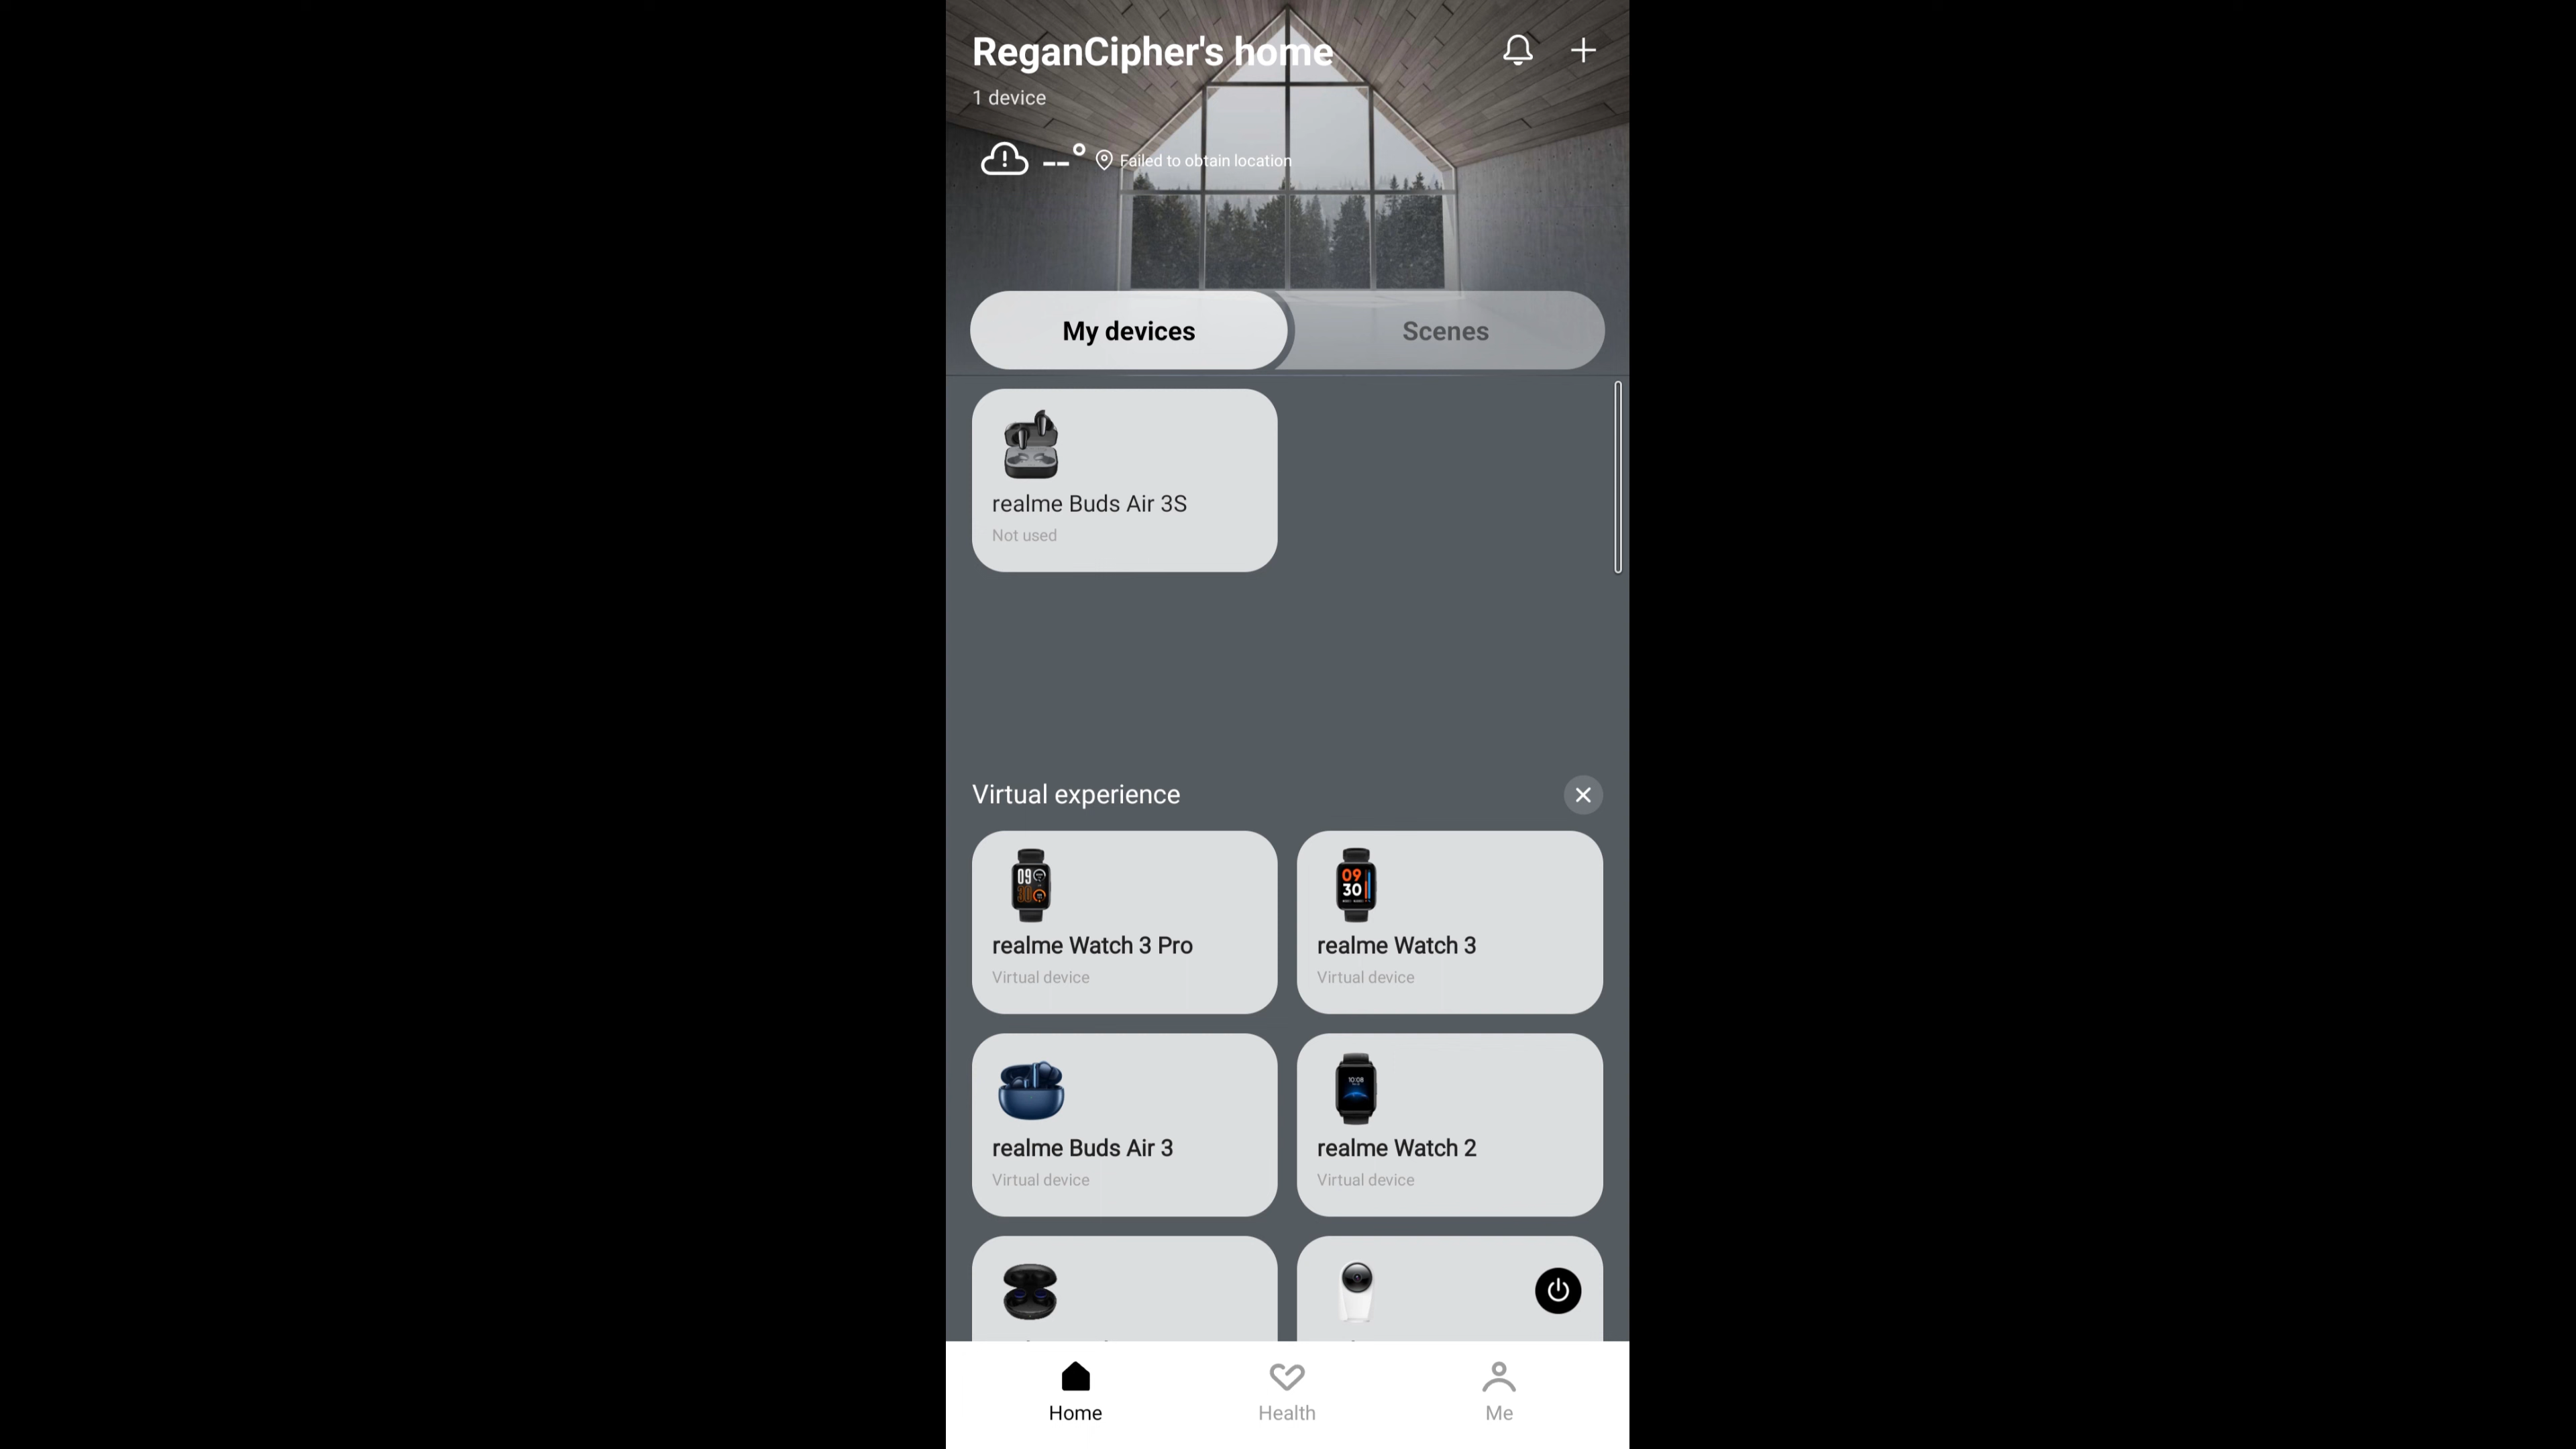 ReganCipher's home
1 device
--° Failed to obtain location
My devices
Scenes
realme Buds Air 3S
Not used
Virtual experience
realme Watch 3 Pro
Virtual device
realme Watch 3
Virtual device
realme Buds Air 3
Virtual device
realme Watch 2
Virtual device
Home
Health
Me